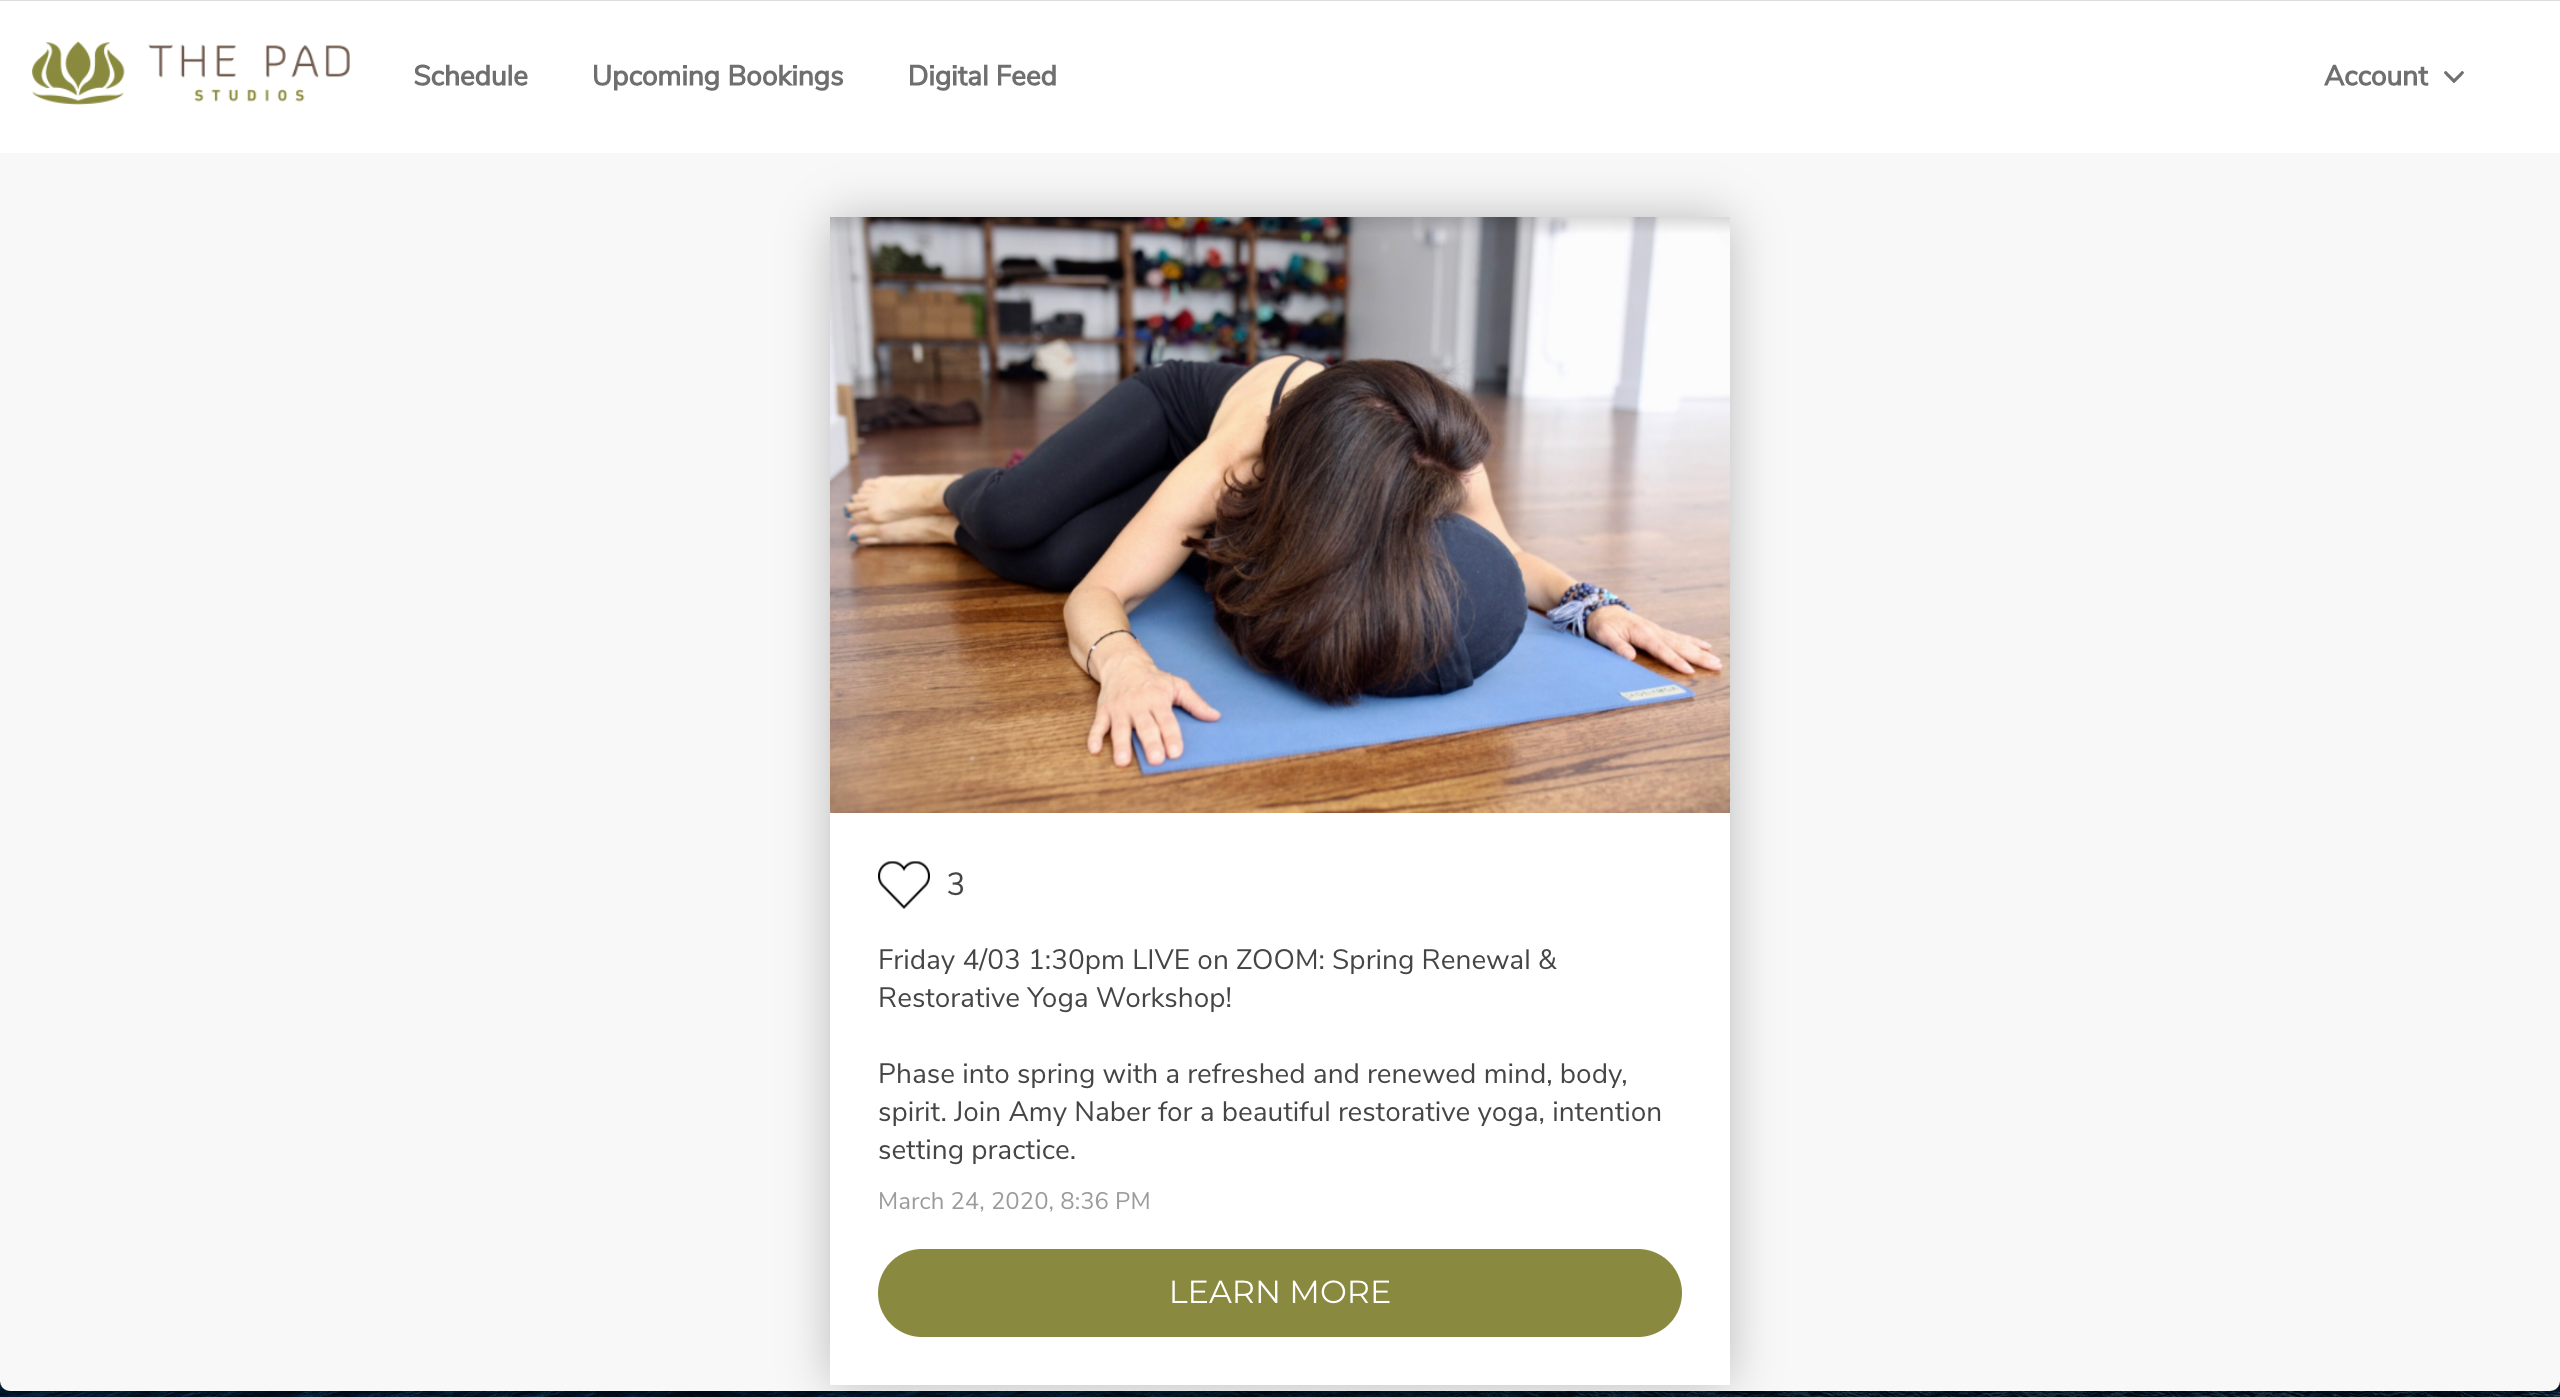 THE PAD
STUDIOS
Schedule
Upcoming Bookings
Digital Feed
Account
3
Friday 4/03 1:30pm LIVE on ZOOM: Spring Renewal &
Restorative Yoga Workshop!
Phase into spring with a refreshed and renewed mind, body,
spirit. Join Amy Naber for a beautiful restorative yoga, intention
setting practice.
March 24, 2020, 8:36 PM
LEARN MORE